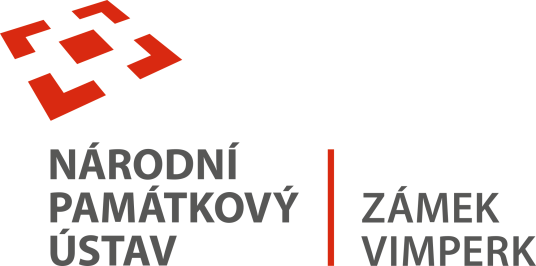 NÁRODNÍ
PAMÁTKOVÝ
ÚSTAV
ZÁMEK
VIMPERK